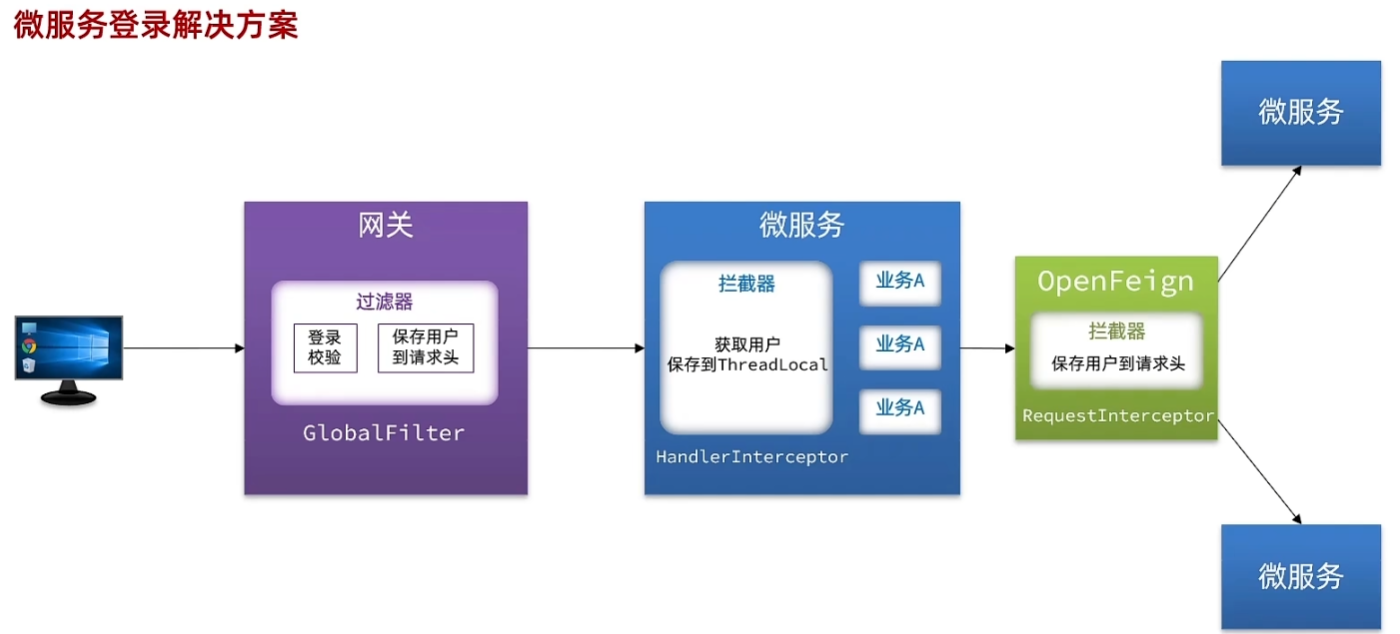 微服务登录解决方案
网关
过滤器
登录
校验
保存用户
到请求头
GlobalFilter
微服务
拦截器
获取用户
保存到ThreadLocal
HandlerInterceptor
业务A
业务A
业务A
OpenFeign
拦截器
保存用户到请求头
RequestInterceptor
微服务
微服务